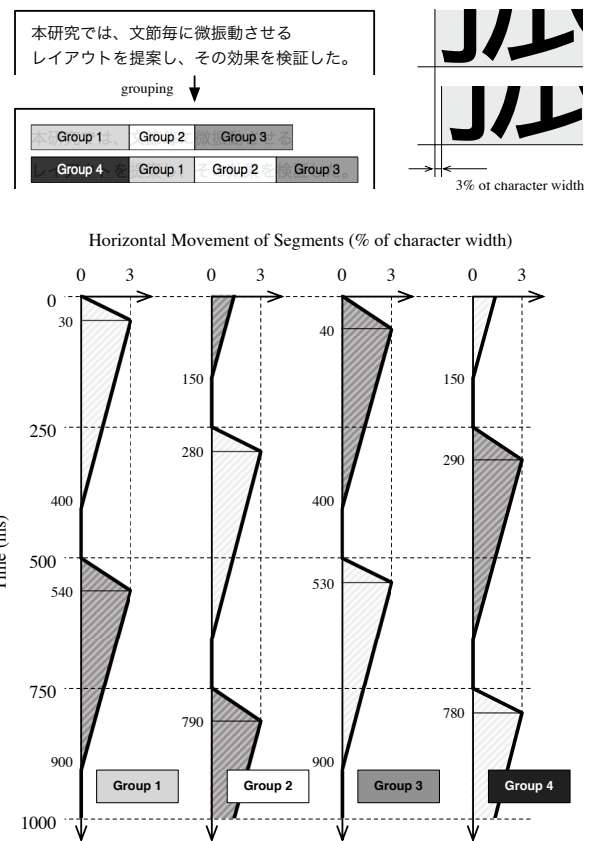 本研究では、文節毎に微振動させる
レイアウトを提案し、その効果を検証した。
grouping
Group 1 Group 2 Group 3
Group 4 Group 1 Group 2 Group 3
3% of character width
Horizontal Movement of Segments (% of character width)
0 3 0 3 0 3 0 3
0
30
40
150
150
250
280
290
400
400
500
540
530
750
790
780
900
900
Group 1 Group 2 Group 3 Group 4
1000
Time (ms)